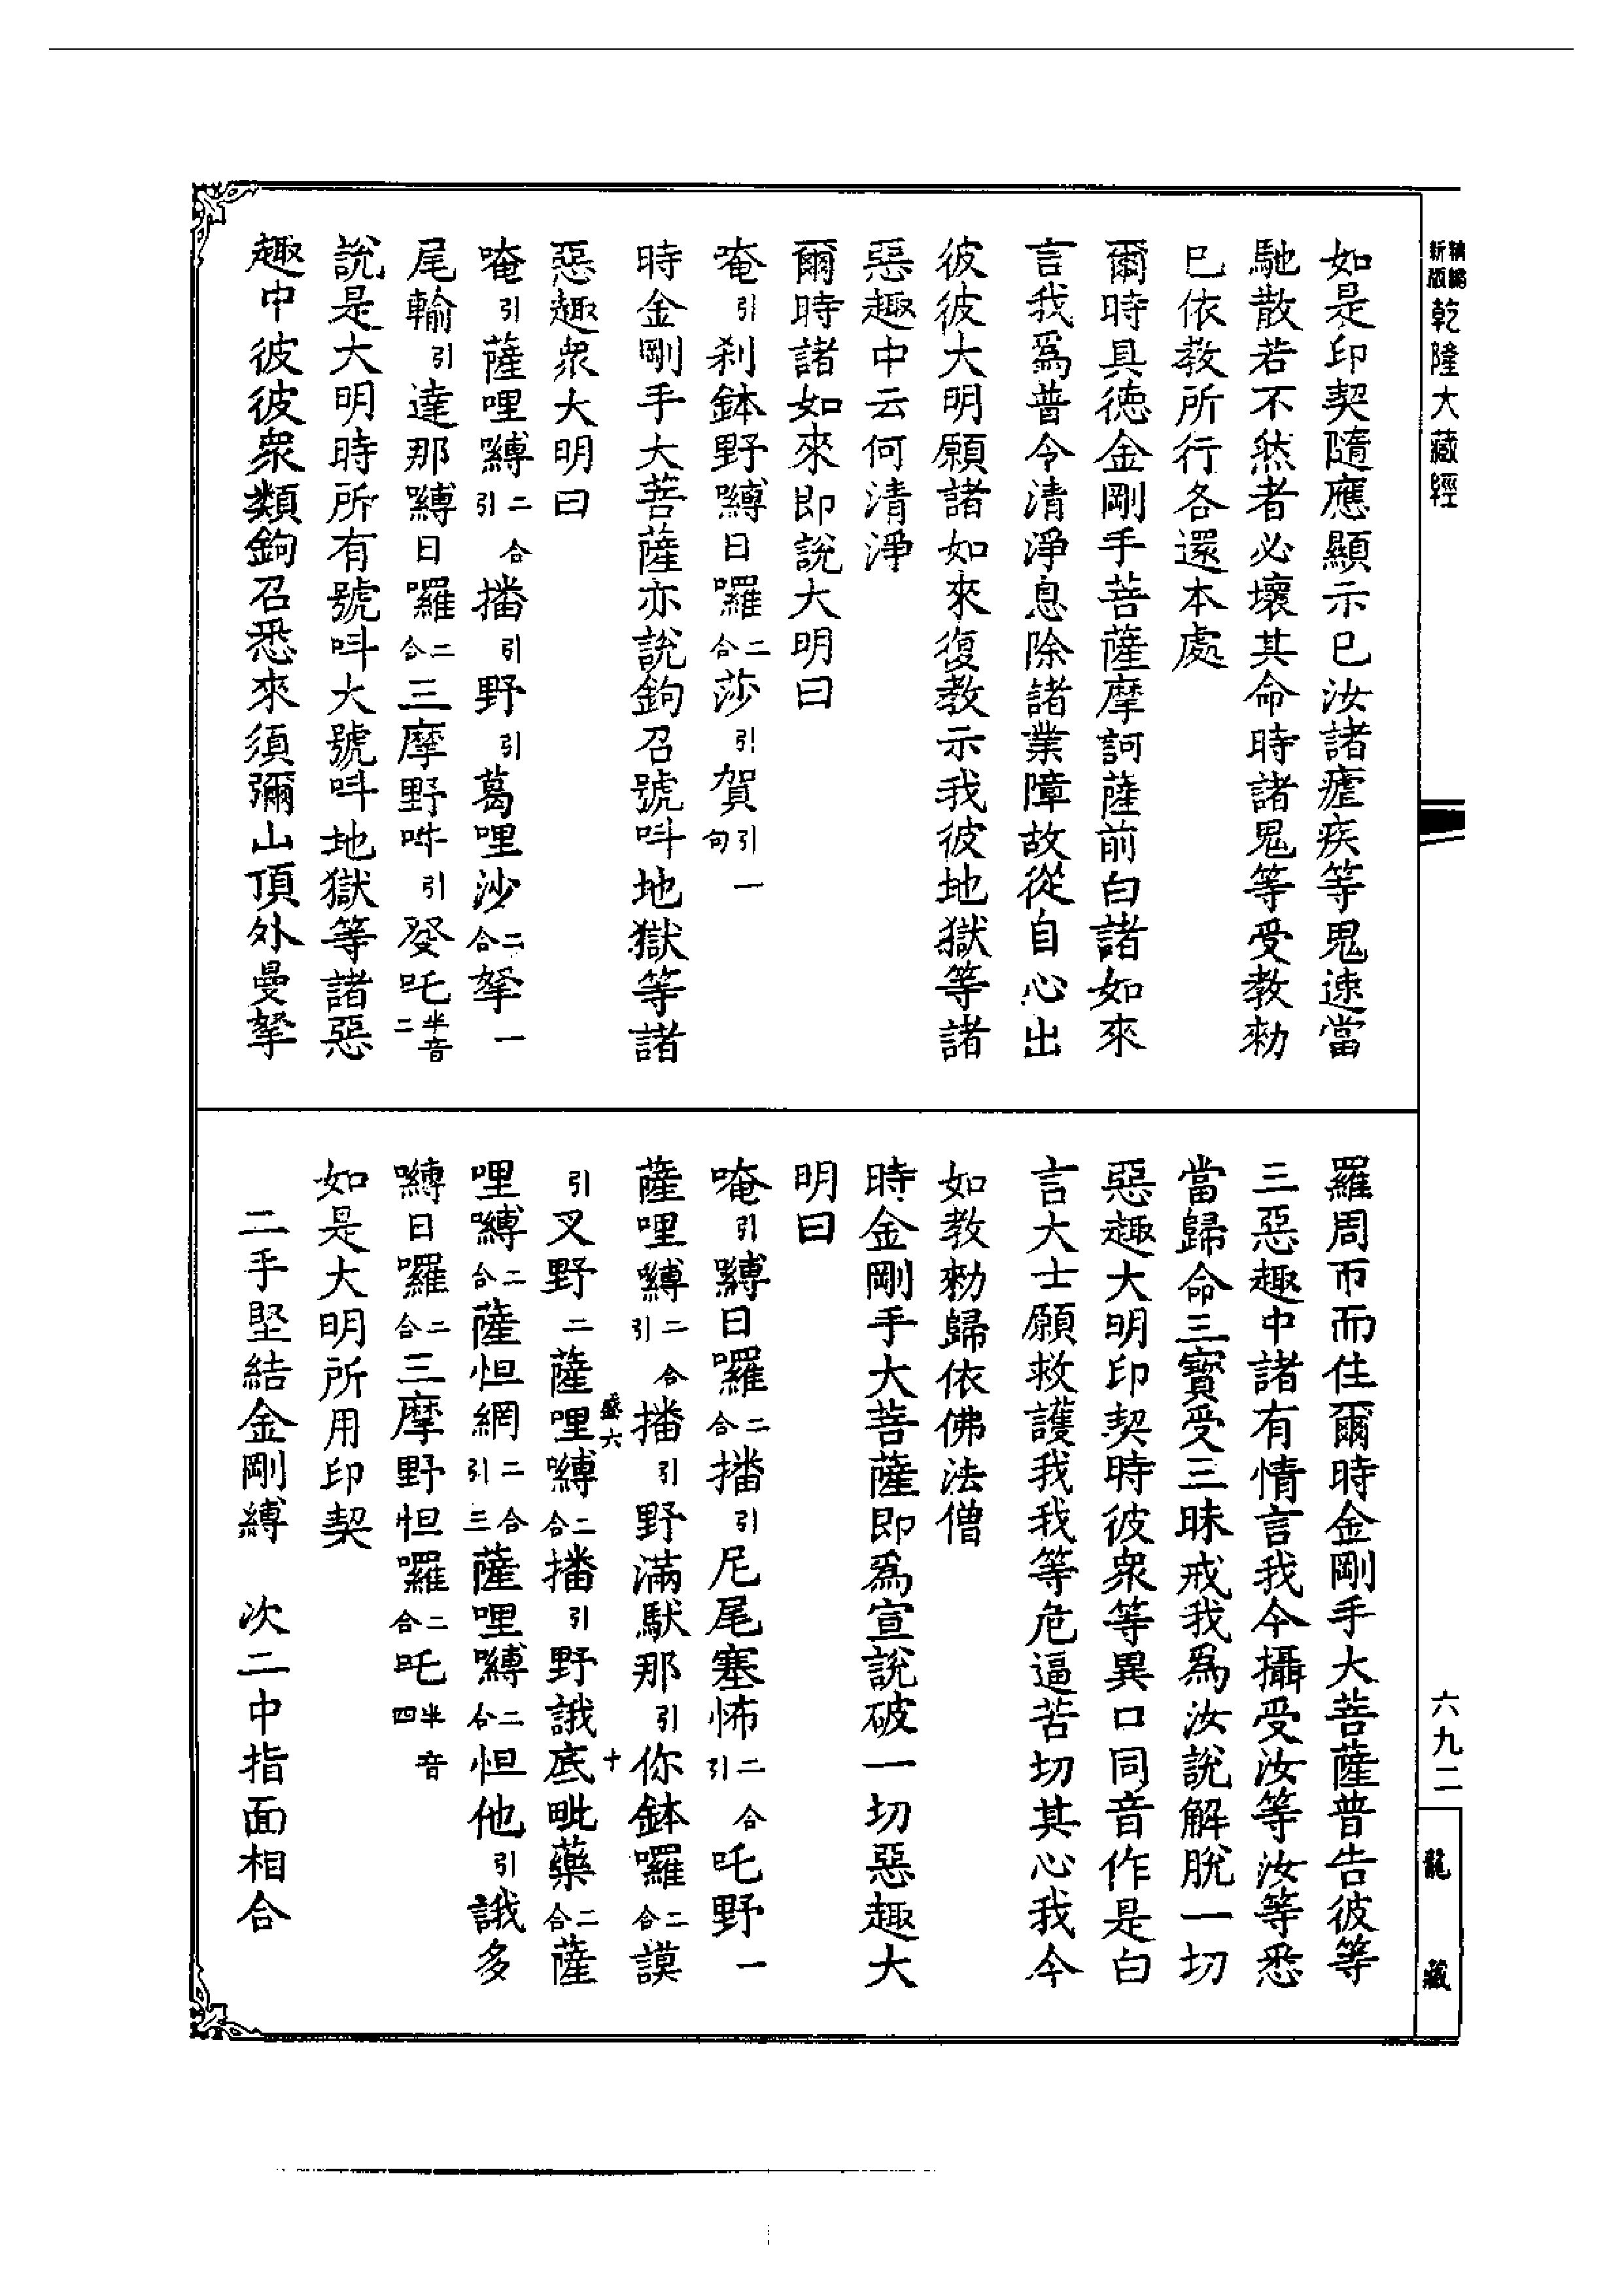 新編
新版
乾隆大藏經
如是印契隨應顯示已汝諸瘧疾等鬼速當
馳散若不然者必壞其命時諸鬼等受教勑
已依教所行各還本處
爾時具德金剛手菩薩摩訶薩前白諸如來
言我爲普令清淨息除諸業障故從自心出
彼彼大明願諸如來復教示我彼地獄等諸
惡趣中云何清淨
爾時諸如來即說大明曰
唵引刹鉢野嚩日囉二合莎引賀引一句
時金剛手大菩薩亦說鉤召號呌地獄等諸
惡趣衆大明曰
唵引薩哩嚩二合引播引野引葛哩沙二合拏一
尾輸引達那嚩日囉二合三摩野吽引癹吒半音二
說是大明時所有號呌大號呌地獄等諸惡
趣中彼彼衆類鉤召悉來須彌山頂外曼拏
羅周帀而住爾時金剛手大菩薩普告彼等
三惡趣中諸有情言我今攝受汝等汝等悉
當歸命三寶受三昧戒我爲汝說解脫一切
惡趣大明印契時彼衆等異口同音作是白
言大士願救護我我等危逼苦切其心我今
如教勑歸依佛法僧
時金剛手大菩薩即爲宣說破一切惡趣大
明曰
唵引嚩日囉二合播引尼尾塞怖二合引吒野一
薩哩嚩二合引播引野滿馱那引你鉢囉二合謨
盛六 十
引叉野二薩哩嚩二合播引野誐底毗藥二合薩
哩嚩二合薩怛網二合引三薩哩嚩二合怛他引誐多
嚩日囉二合三摩野怛囉二合吒半音四
如是大明所用印契
二手堅結金剛縛 次二中指面相合
六九二
龍藏